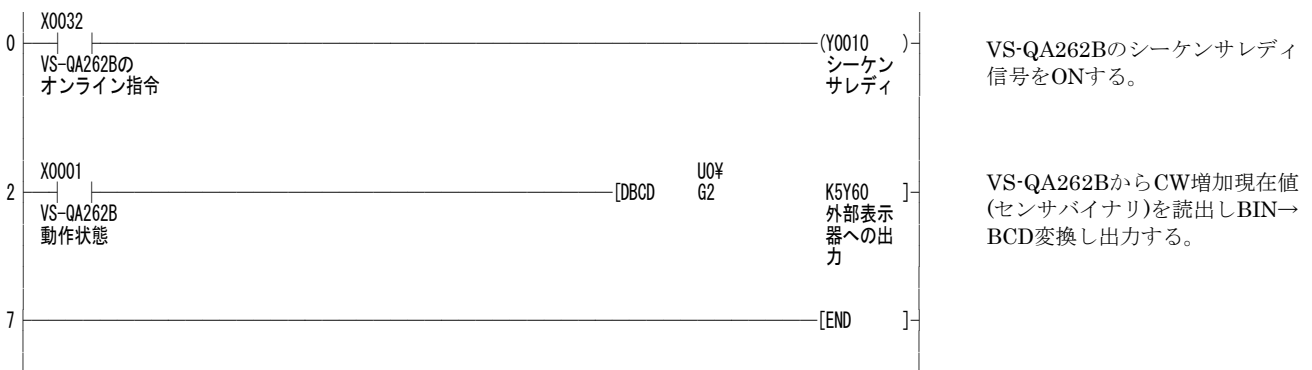 X0032
0
(Y0010 )
VS-QA262Bの
オンライン指令
シーケン
サレディ
VS-QA262Bのシーケンサレディ
信号をONする。
X0001
2
[DBCD U0¥
G2 K5Y60 ]
VS-QA262B
動作状態
外部表示
器への出
力
VS-QA262BからCW増加現在値
(センサバイナリ)を読出しBIN→
BCD変換し出力する。
7
[END ]